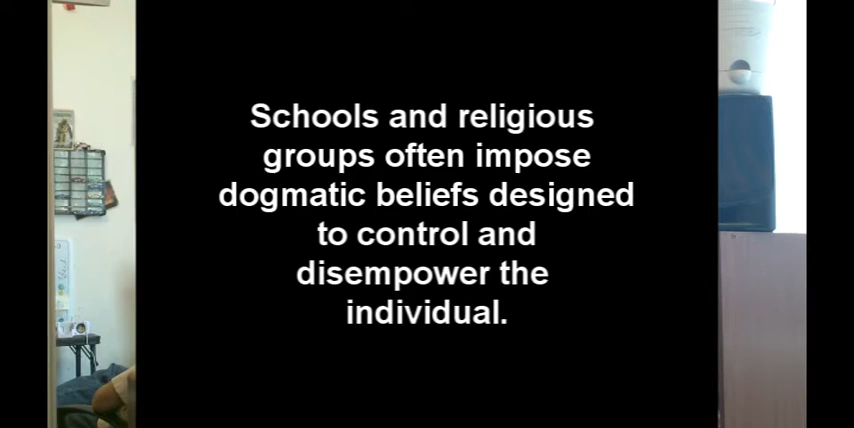 Schools and religious
groups often impose
dogmatic beliefs designed
to control and
disempower the
individual.